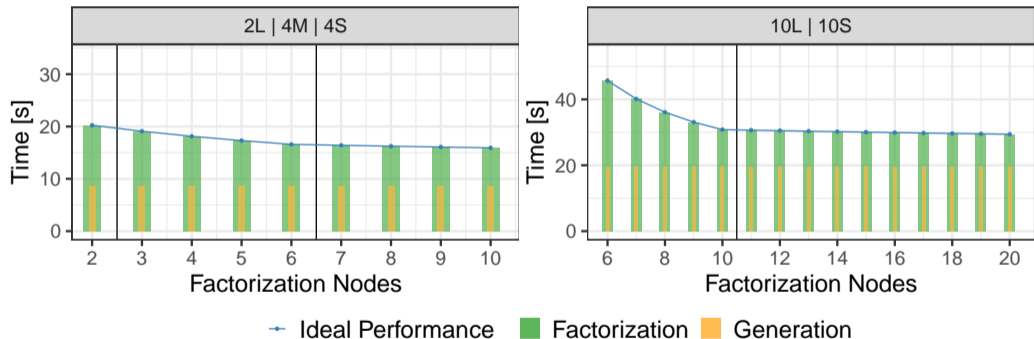 2L | 4M | 4S
Time [s]
30
20
10
0
2 3 4 5 6 7 8 9 10
Factorization Nodes
10L | 10S
Time [s]
40
20
0
6 8 10 12 14 16 18 20
Factorization Nodes
Ideal Performance Factorization Generation